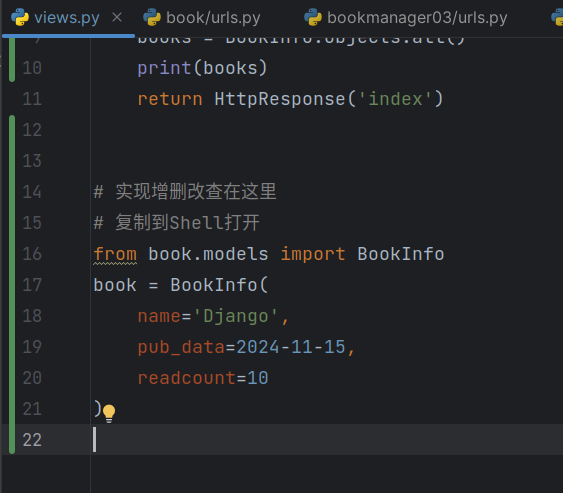 views.py × book/urls.py bookmanager03/urls.py
9 books = BookInfo.objects.all()
10 print(books)
11 return HttpResponse('index')
12
13
14 # 实现增删改查在这里
15 # 复制到Shell打开
16 from book.models import BookInfo
17 book = BookInfo(
18 name='Django',
19 pub_data=2024-11-15,
20 readcount=10
21 )
22